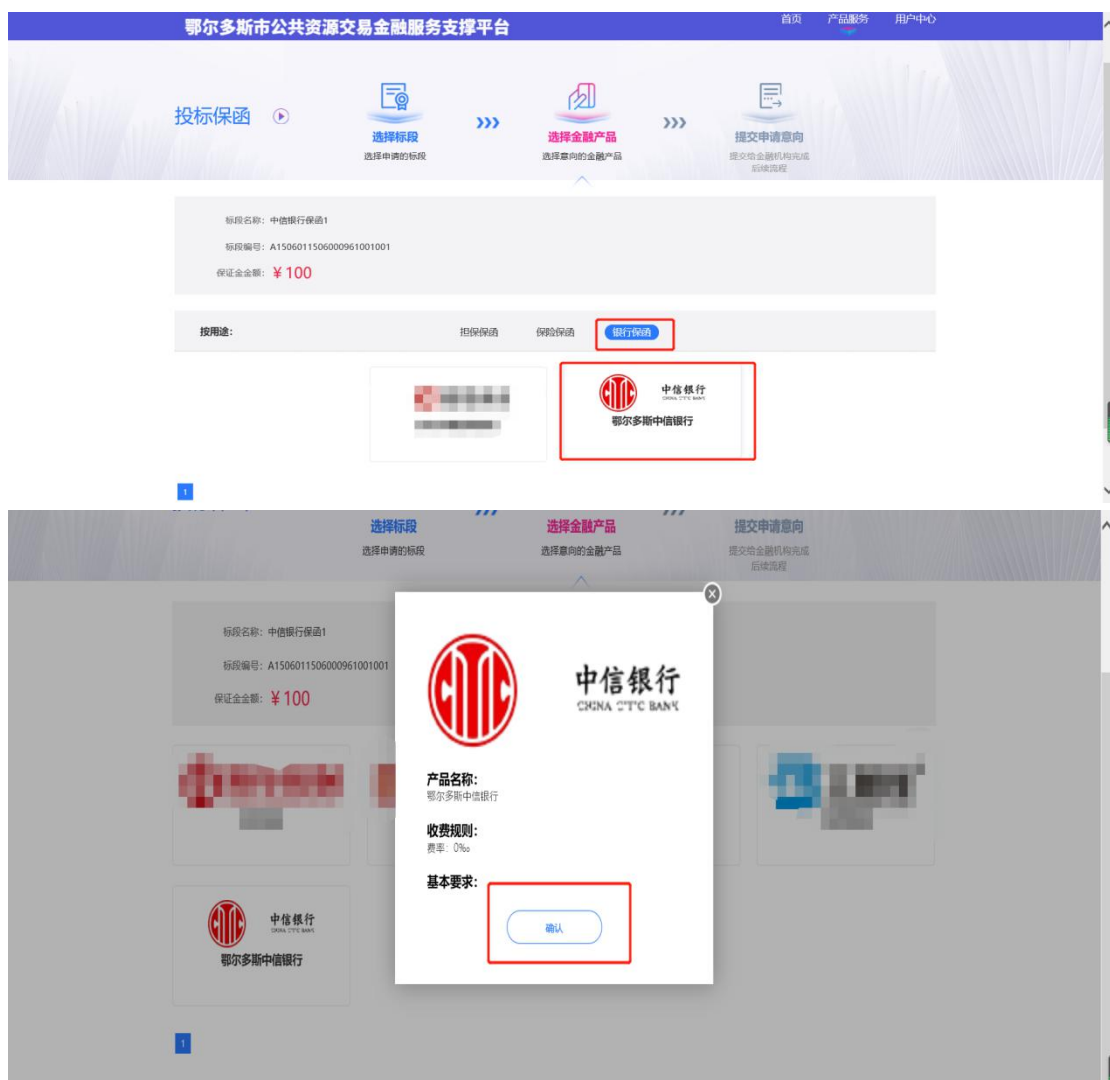 鄂尔多斯市公共资源交易金融服务支撑平台
首页 产品服务 用户中心
投标保函
选择标段
选择申请的标段
选择金融产品
选择意向的金融产品
提交申请意向
提交给金融机构完成
后续流程
标段名称: 中信银行保函1
标段编号: A1506011506000961001001
保证金金额: ¥100
按用途:
担保保函 保险保函 银行保函
中信银行
CHINA CITIC BANK
鄂尔多斯中信银行
1
选择标段
选择申请的标段
选择金融产品
选择意向的金融产品
提交申请意向
提交给金融机构完成
后续流程
标段名称: 中信银行保函1
标段编号: A1506011506000961001001
保证金金额: ¥100
中信银行
CHINA CITIC BANK
产品名称:
鄂尔多斯中信银行
收费规则:
费率: 0‰
基本要求:
确认
中信银行
CHINA CITIC BANK
鄂尔多斯中信银行
1